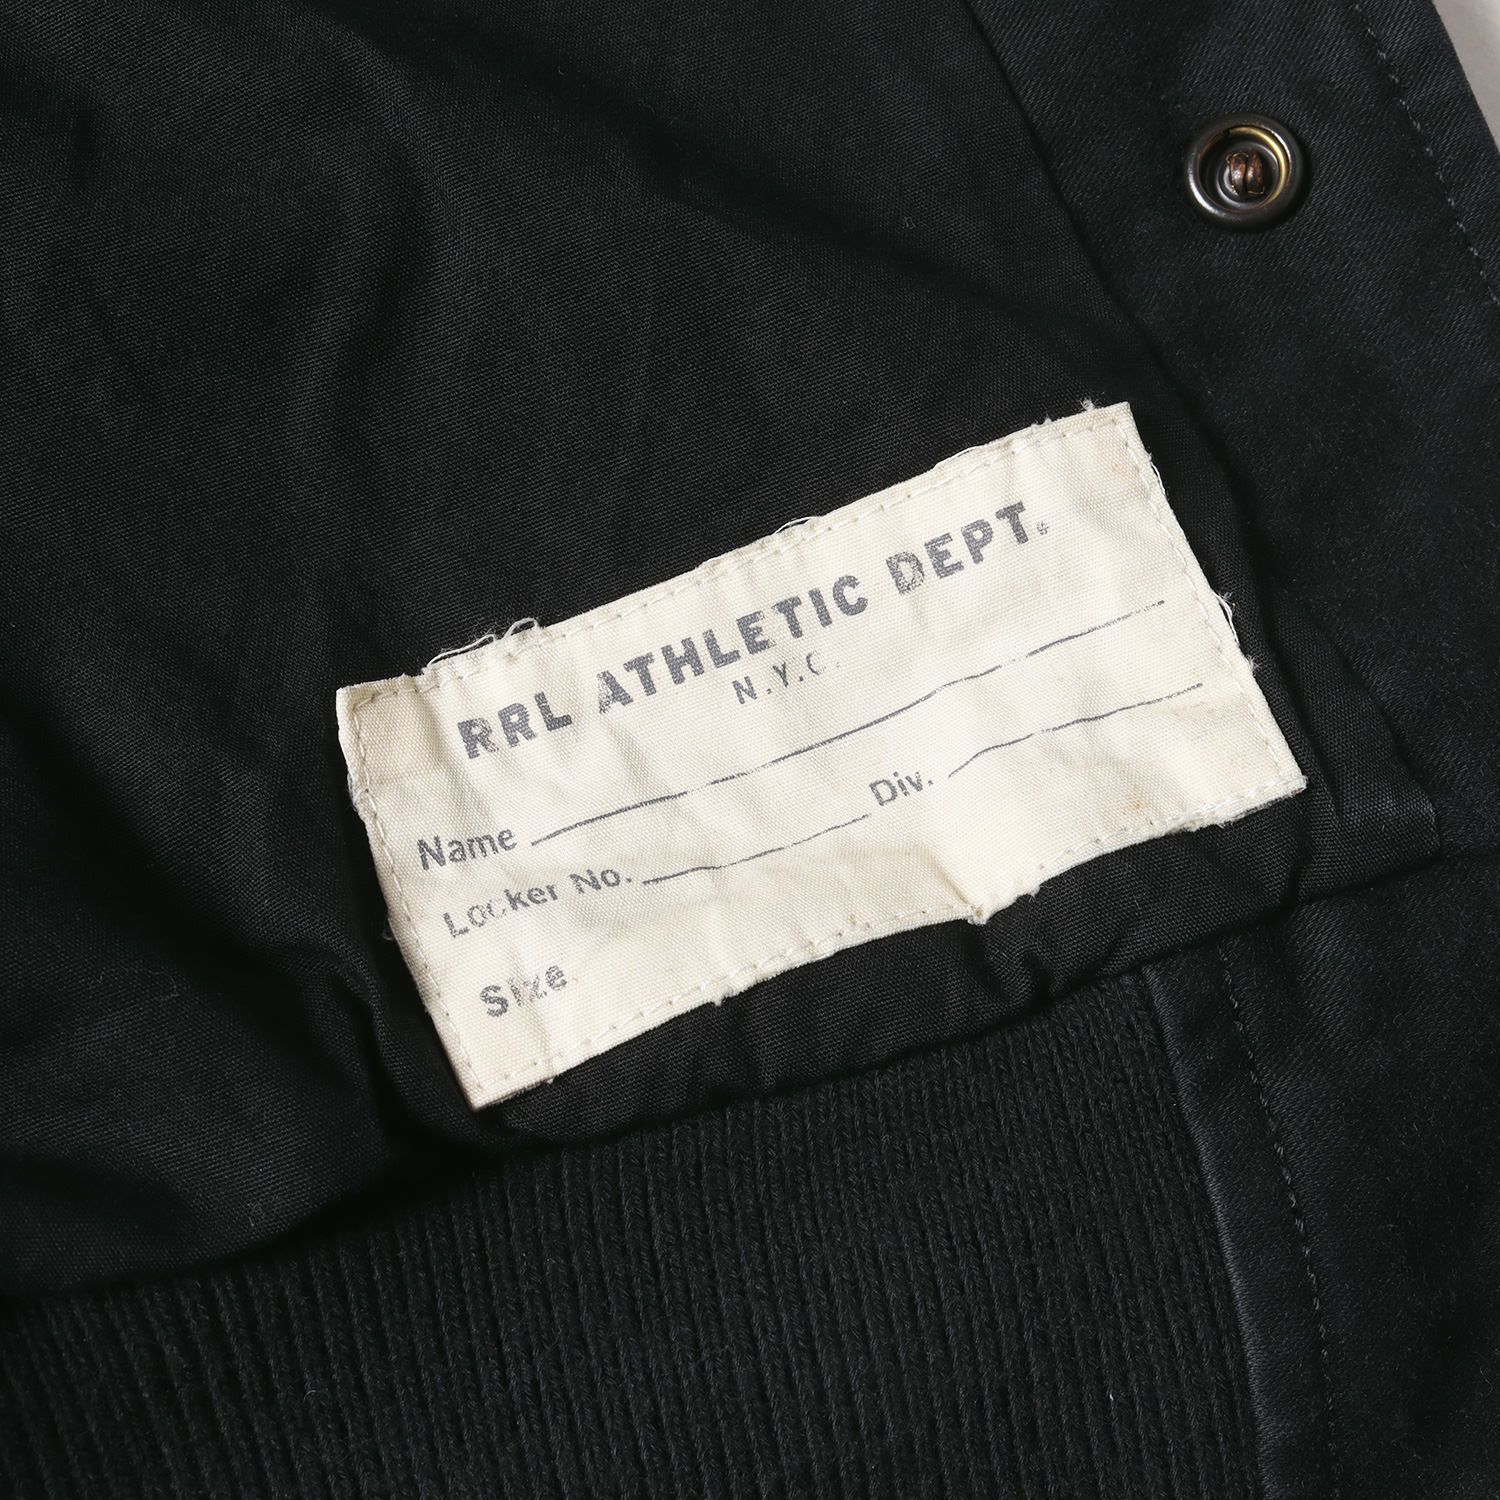 RRL ATHLETIC DEPT.
N.Y.C.
Name
Locker No. Div.
Size